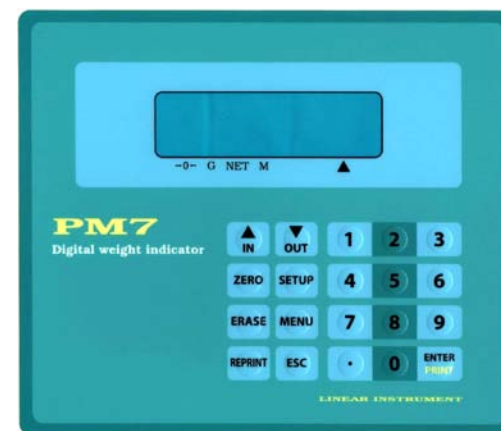 -0- G NET M ▲
PM7
Digital weight indicator
▲ IN ▼ OUT 1 2 3
ZERO SETUP 4 5 6
ERASE MENU 7 8 9
REPRINT ESC . 0 ENTER PRINT
LINEAR INSTRUMENT